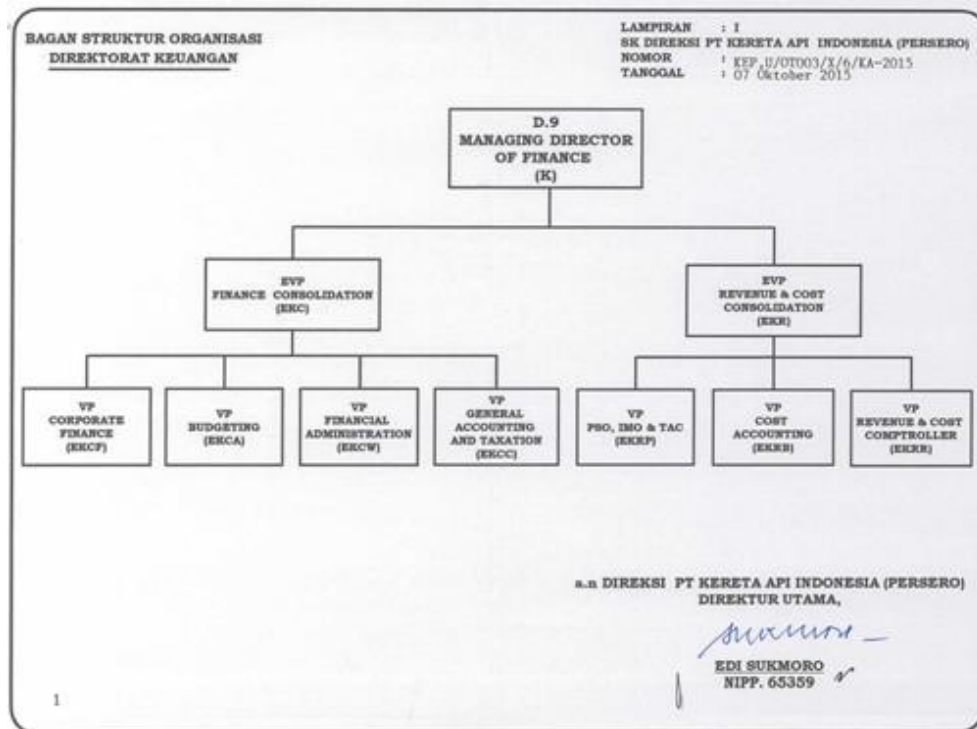 BAGAN STRUKTUR ORGANISASI
DIREKTORAT KEUANGAN
LAMPIRAN : I
SK DIREKSI PT KERETA API INDONESIA (PERSERO)
NOMOR : KEP.U/OT003/X/6/KA-2015
TANGGAL : 07 Oktober 2015
D.9
MANAGING DIRECTOR
OF FINANCE
(K)
EVP
FINANCE CONSOLIDATION
(EKC)
EVP
REVENUE & COST
CONSOLIDATION
(EKR)
VP
CORPORATE
FINANCE
(EKCF)
VP
BUDGETING
(EKCA)
VP
FINANCIAL
ADMINISTRATION
(EKCW)
VP
GENERAL
ACCOUNTING
AND TAXATION
(EKCC)
VP
PSO, IMO & TAC
(EKRP)
VP
COST
ACCOUNTING
(EKRB)
VP
REVENUE & COST
COMPTROLLER
(EKRR)
a.n DIREKSI PT KERETA API INDONESIA (PERSERO)
DIREKTUR UTAMA,
EDI SUKMORO
NIPP. 65359
1